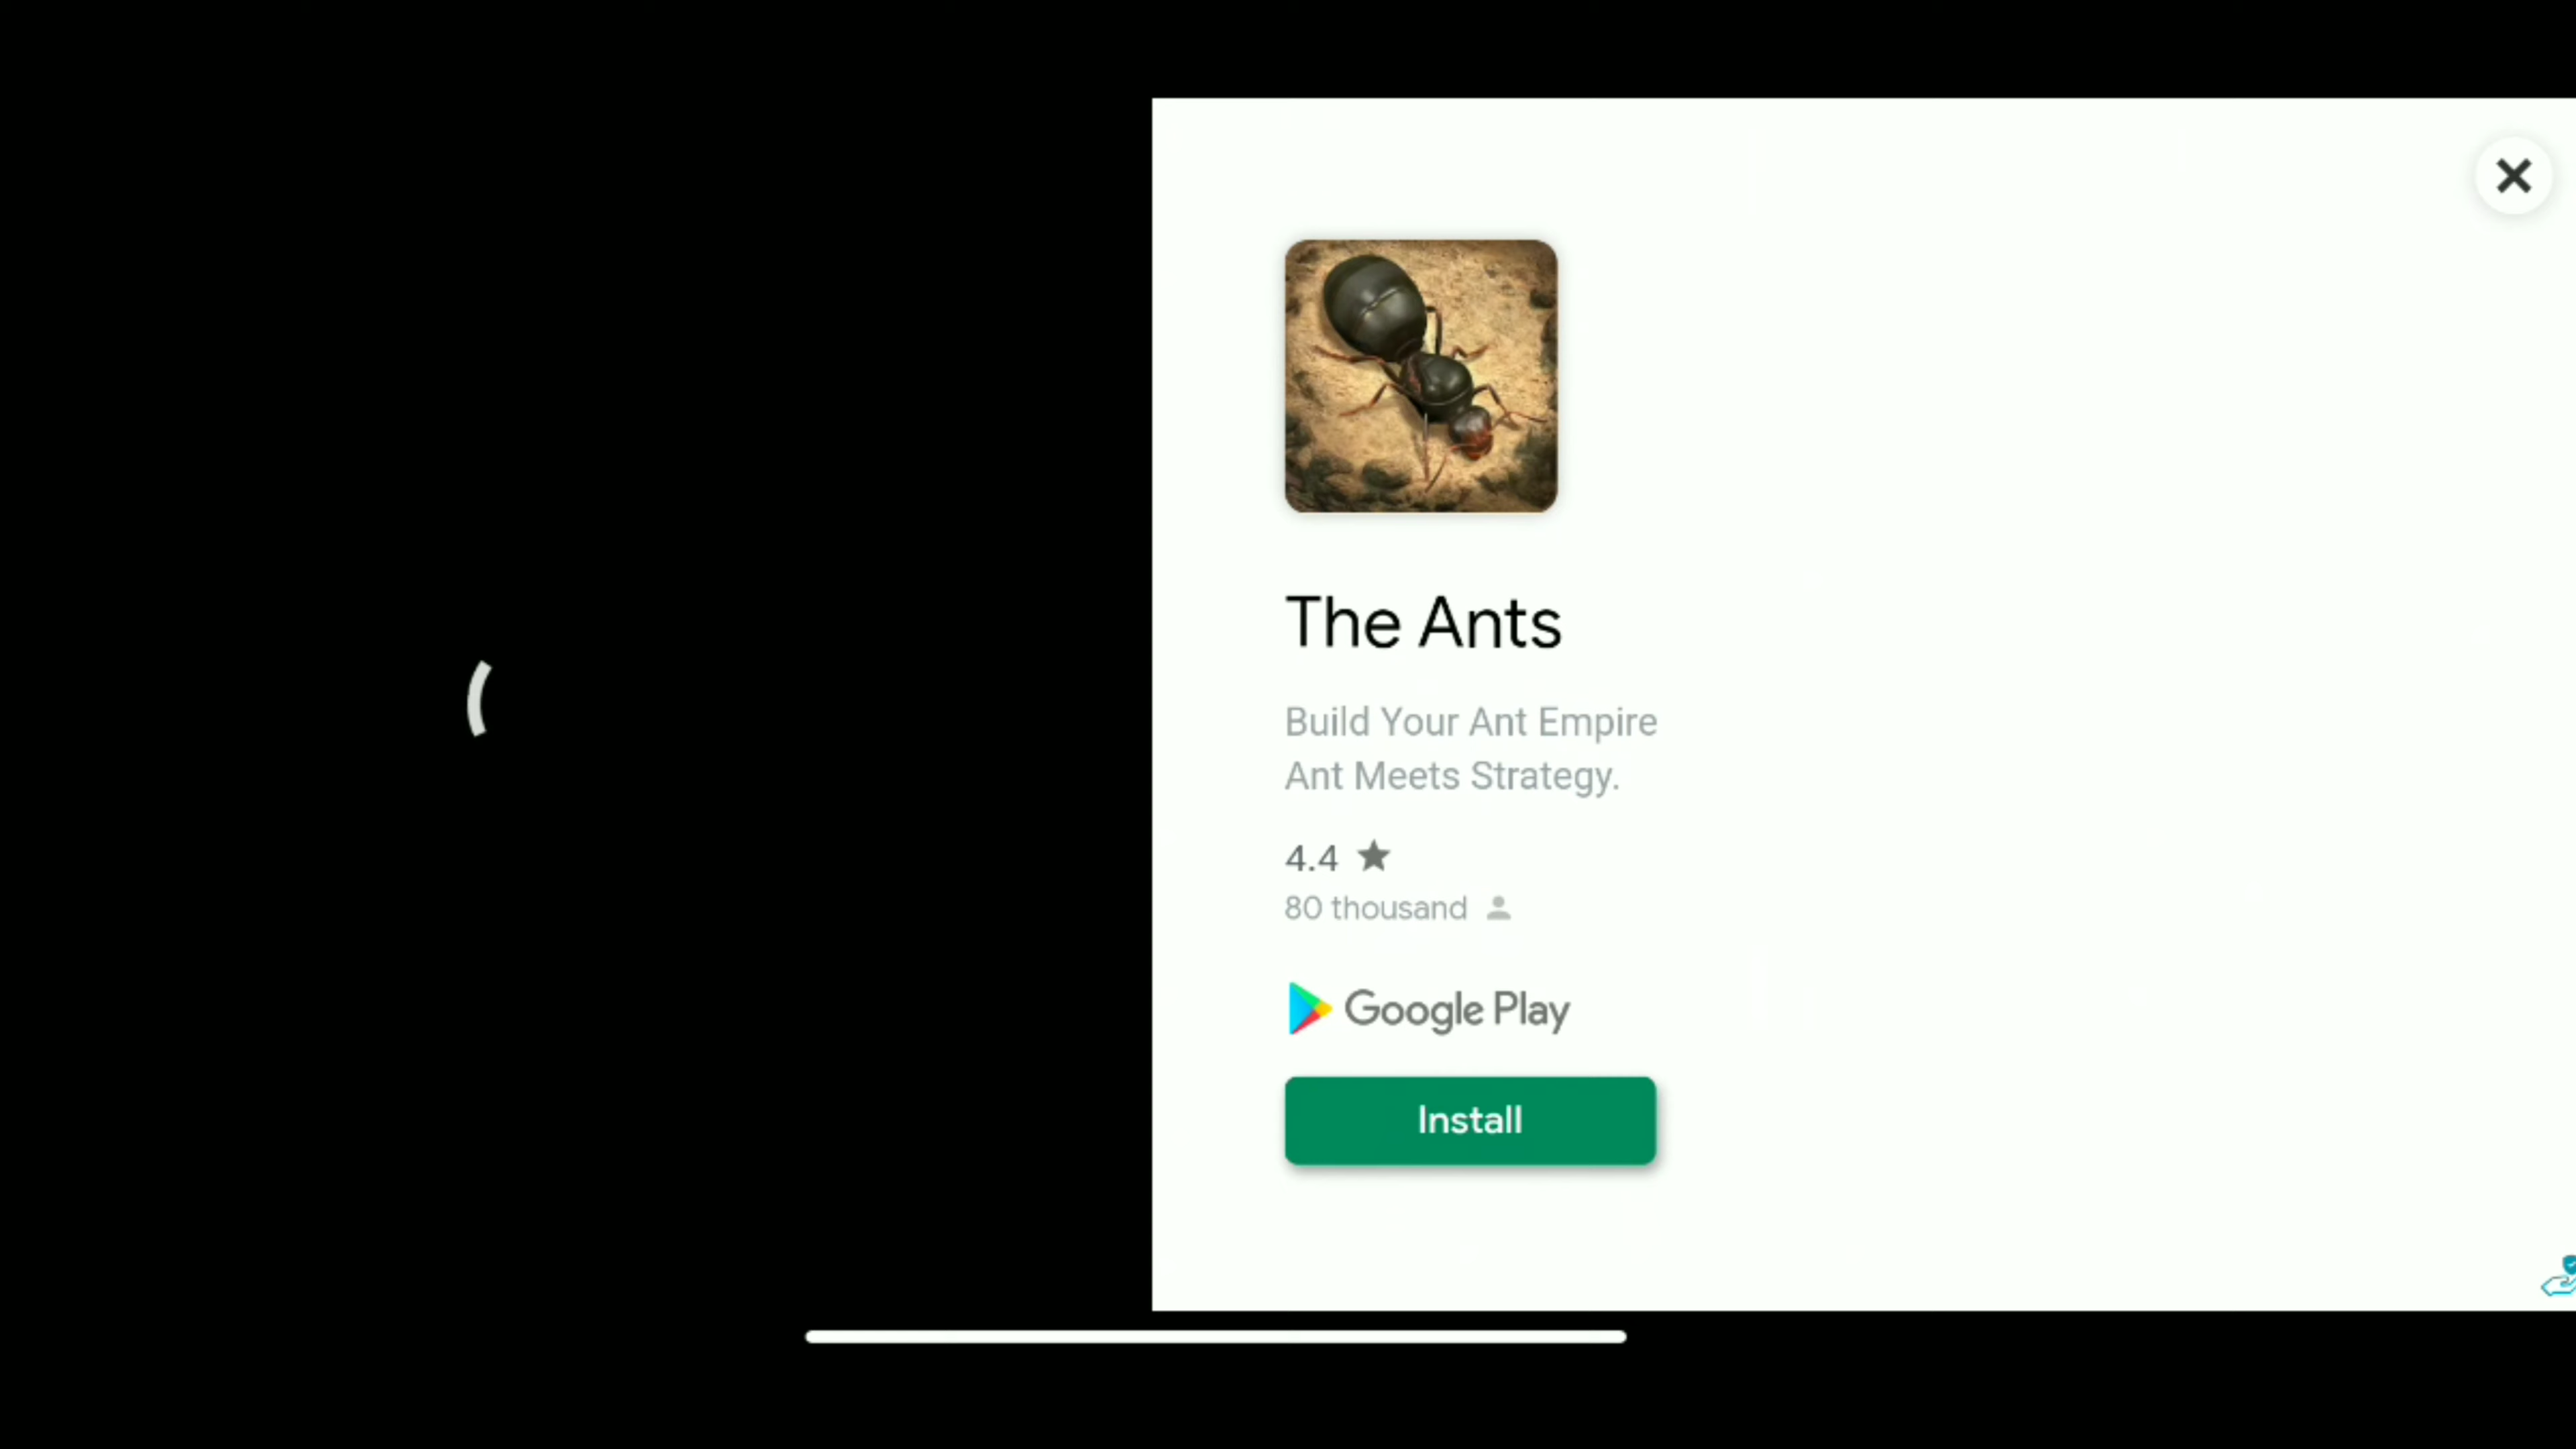 The Ants
Build Your Ant Empire
Ant Meets Strategy.
4.4
80 thousand
Google Play
Install